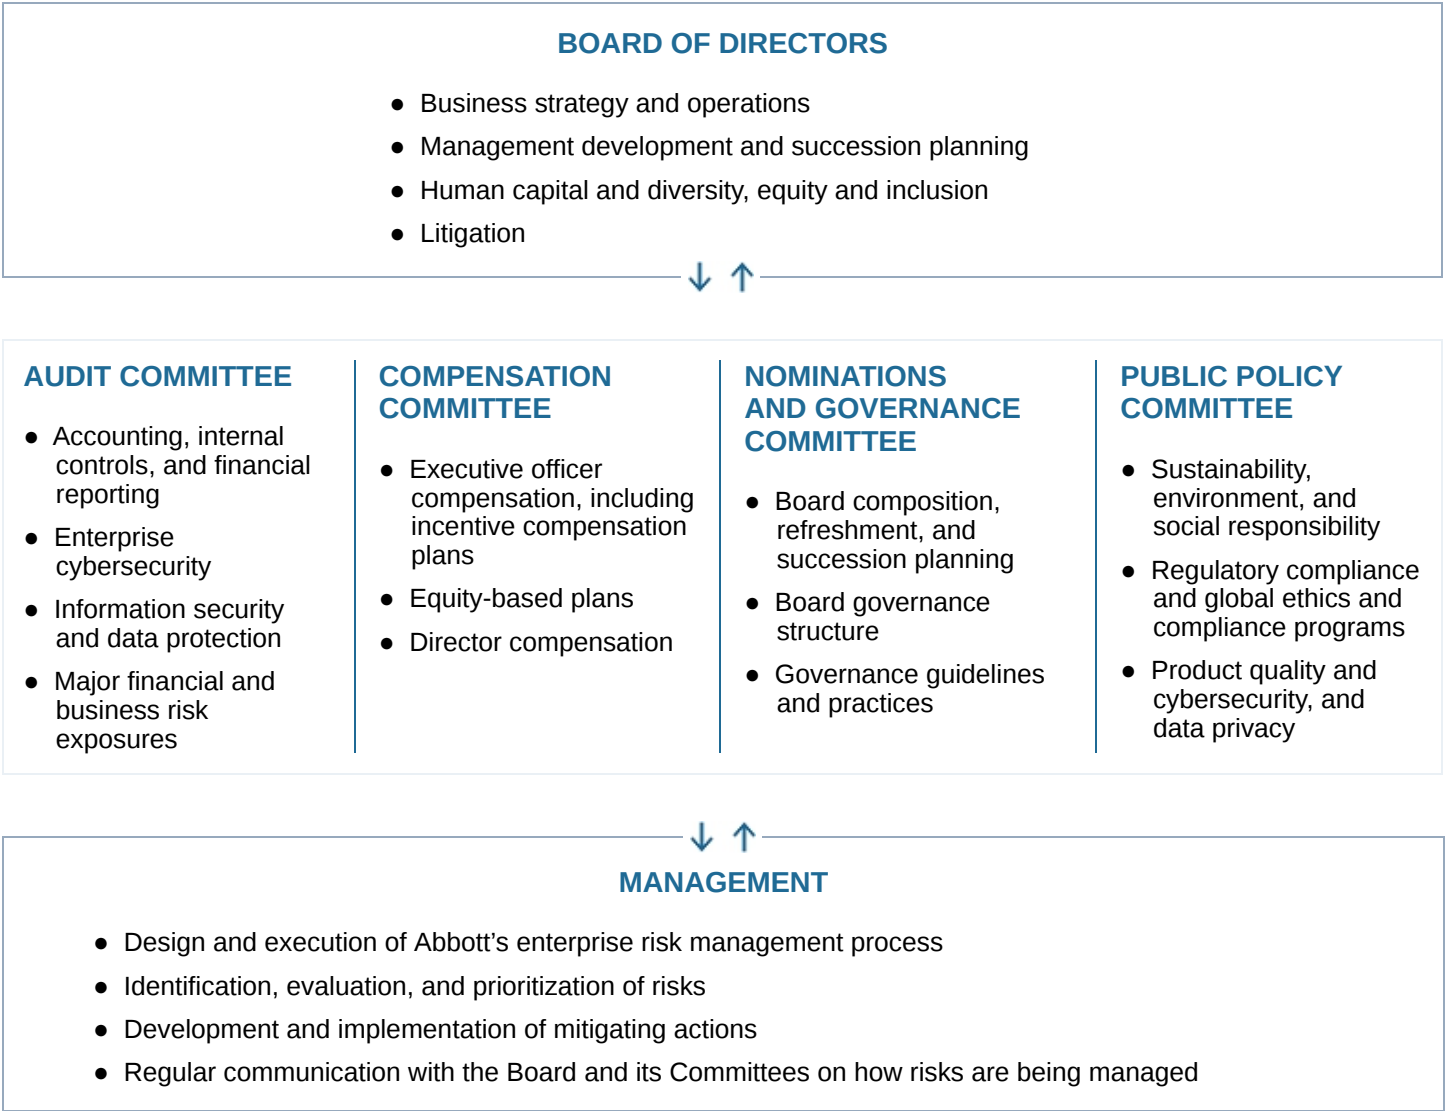 BOARD OF DIRECTORS
● Business strategy and operations
● Management development and succession planning
● Human capital and diversity, equity and inclusion
● Litigation
AUDIT COMMITTEE
● Accounting, internal
controls, and financial
reporting
● Enterprise
cybersecurity
● Information security
and data protection
● Major financial and
business risk
exposures
COMPENSATION
COMMITTEE
● Executive officer
compensation, including
incentive compensation
plans
● Equity-based plans
● Director compensation
NOMINATIONS
AND GOVERNANCE
COMMITTEE
● Board composition,
refreshment, and
succession planning
● Board governance
structure
● Governance guidelines
and practices
PUBLIC POLICY
COMMITTEE
● Sustainability,
environment, and
social responsibility
● Regulatory compliance
and global ethics and
compliance programs
● Product quality and
cybersecurity, and
data privacy
MANAGEMENT
● Design and execution of Abbott’s enterprise risk management process
● Identification, evaluation, and prioritization of risks
● Development and implementation of mitigating actions
● Regular communication with the Board and its Committees on how risks are being managed